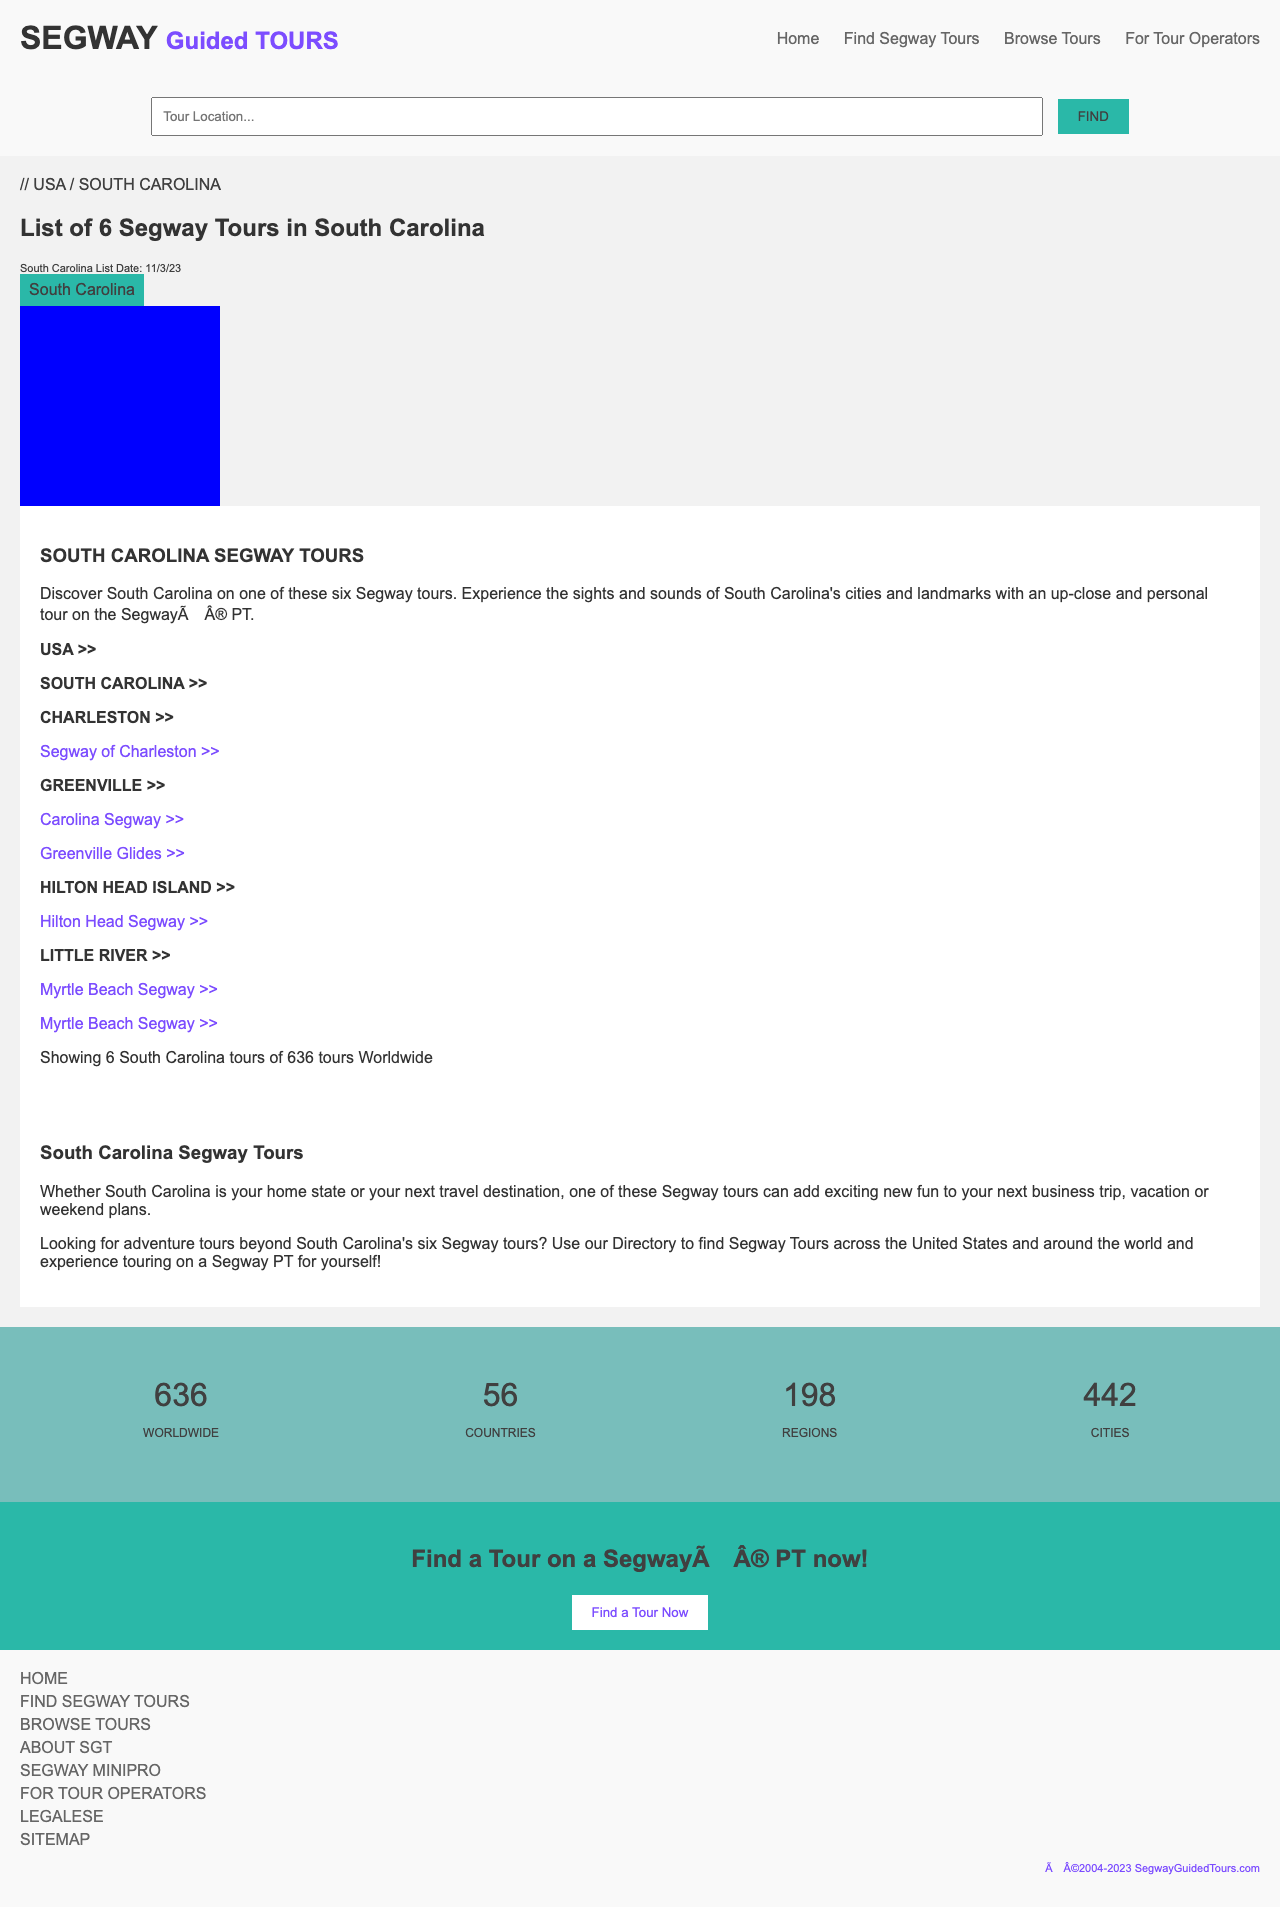 SEGWAY Guided TOURS
Home Find Segway Tours Browse Tours For Tour Operators
Tour Location... FIND
// USA / SOUTH CAROLINA
List of 6 Segway Tours in South Carolina
South Carolina List Date: 11/3/23
South Carolina
SOUTH CAROLINA SEGWAY TOURS
Discover South Carolina on one of these six Segway tours. Experience the sights and sounds of South Carolina's cities and landmarks with an up-close and personal
tour on the SegwayÃ Â® PT.
USA >>
SOUTH CAROLINA >>
CHARLESTON >>
Segway of Charleston >>
GREENVILLE >>
Carolina Segway >>
Greenville Glides >>
HILTON HEAD ISLAND >>
Hilton Head Segway >>
LITTLE RIVER >>
Myrtle Beach Segway >>
Myrtle Beach Segway >>
Showing 6 South Carolina tours of 636 tours Worldwide
South Carolina Segway Tours
Whether South Carolina is your home state or your next travel destination, one of these Segway tours can add exciting new fun to your next business trip, vacation or
weekend plans.
Looking for adventure tours beyond South Carolina's six Segway tours? Use our Directory to find Segway Tours across the United States and around the world and
experience touring on a Segway PT for yourself!
636 56 198 442
WORLDWIDE COUNTRIES REGIONS CITIES
Find a Tour on a SegwayÃ Â® PT now!
Find a Tour Now
HOME
FIND SEGWAY TOURS
BROWSE TOURS
ABOUT SGT
SEGWAY MINIPRO
FOR TOUR OPERATORS
LEGALESE
SITEMAP
Ã Â©2004-2023 SegwayGuidedTours.com